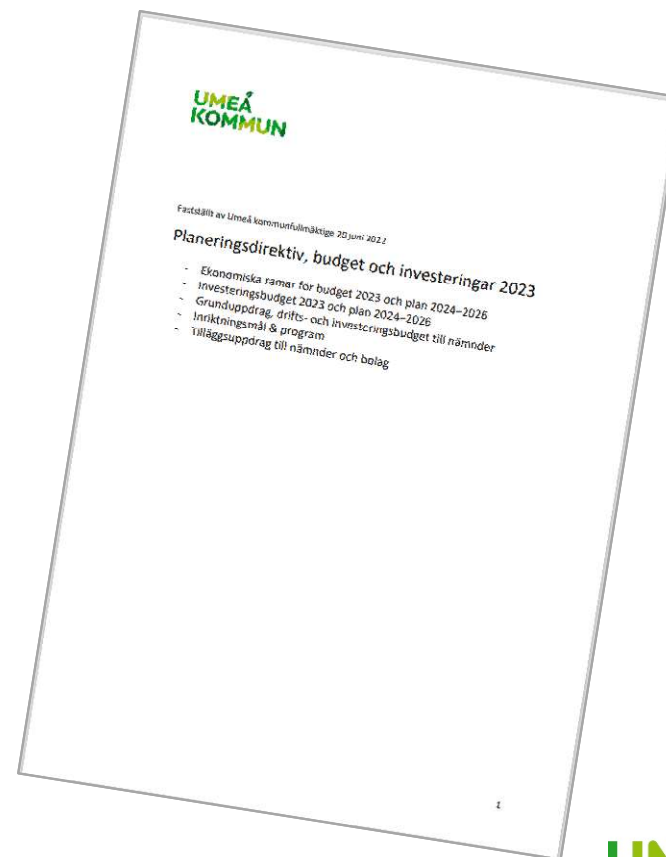 UMEÅ
KOMMUN
Fastställt av Umeå kommunfullmäktige 20 juni 2022
Planeringsdirektiv, budget och investeringar 2023
- Ekonomiska ramar för budget 2023 och plan 2024–2026
- Investeringsbudget 2023 och plan 2024–2026
- Grunduppdrag, drifts- och investeringsbudget till nämnder
- Inriktningsmål & program
- Tilläggsuppdrag till nämnder och bolag
1